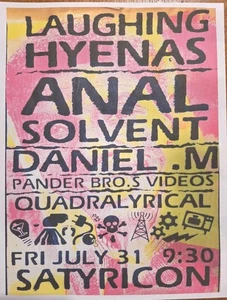 LAUGHING
HYENAS
ANAL
SOLVENT
DANIEL .M
PANDER BRO.S VIDEOS
QUADRALYRICAL
FRI JULY 31 9:30
SATYRICON